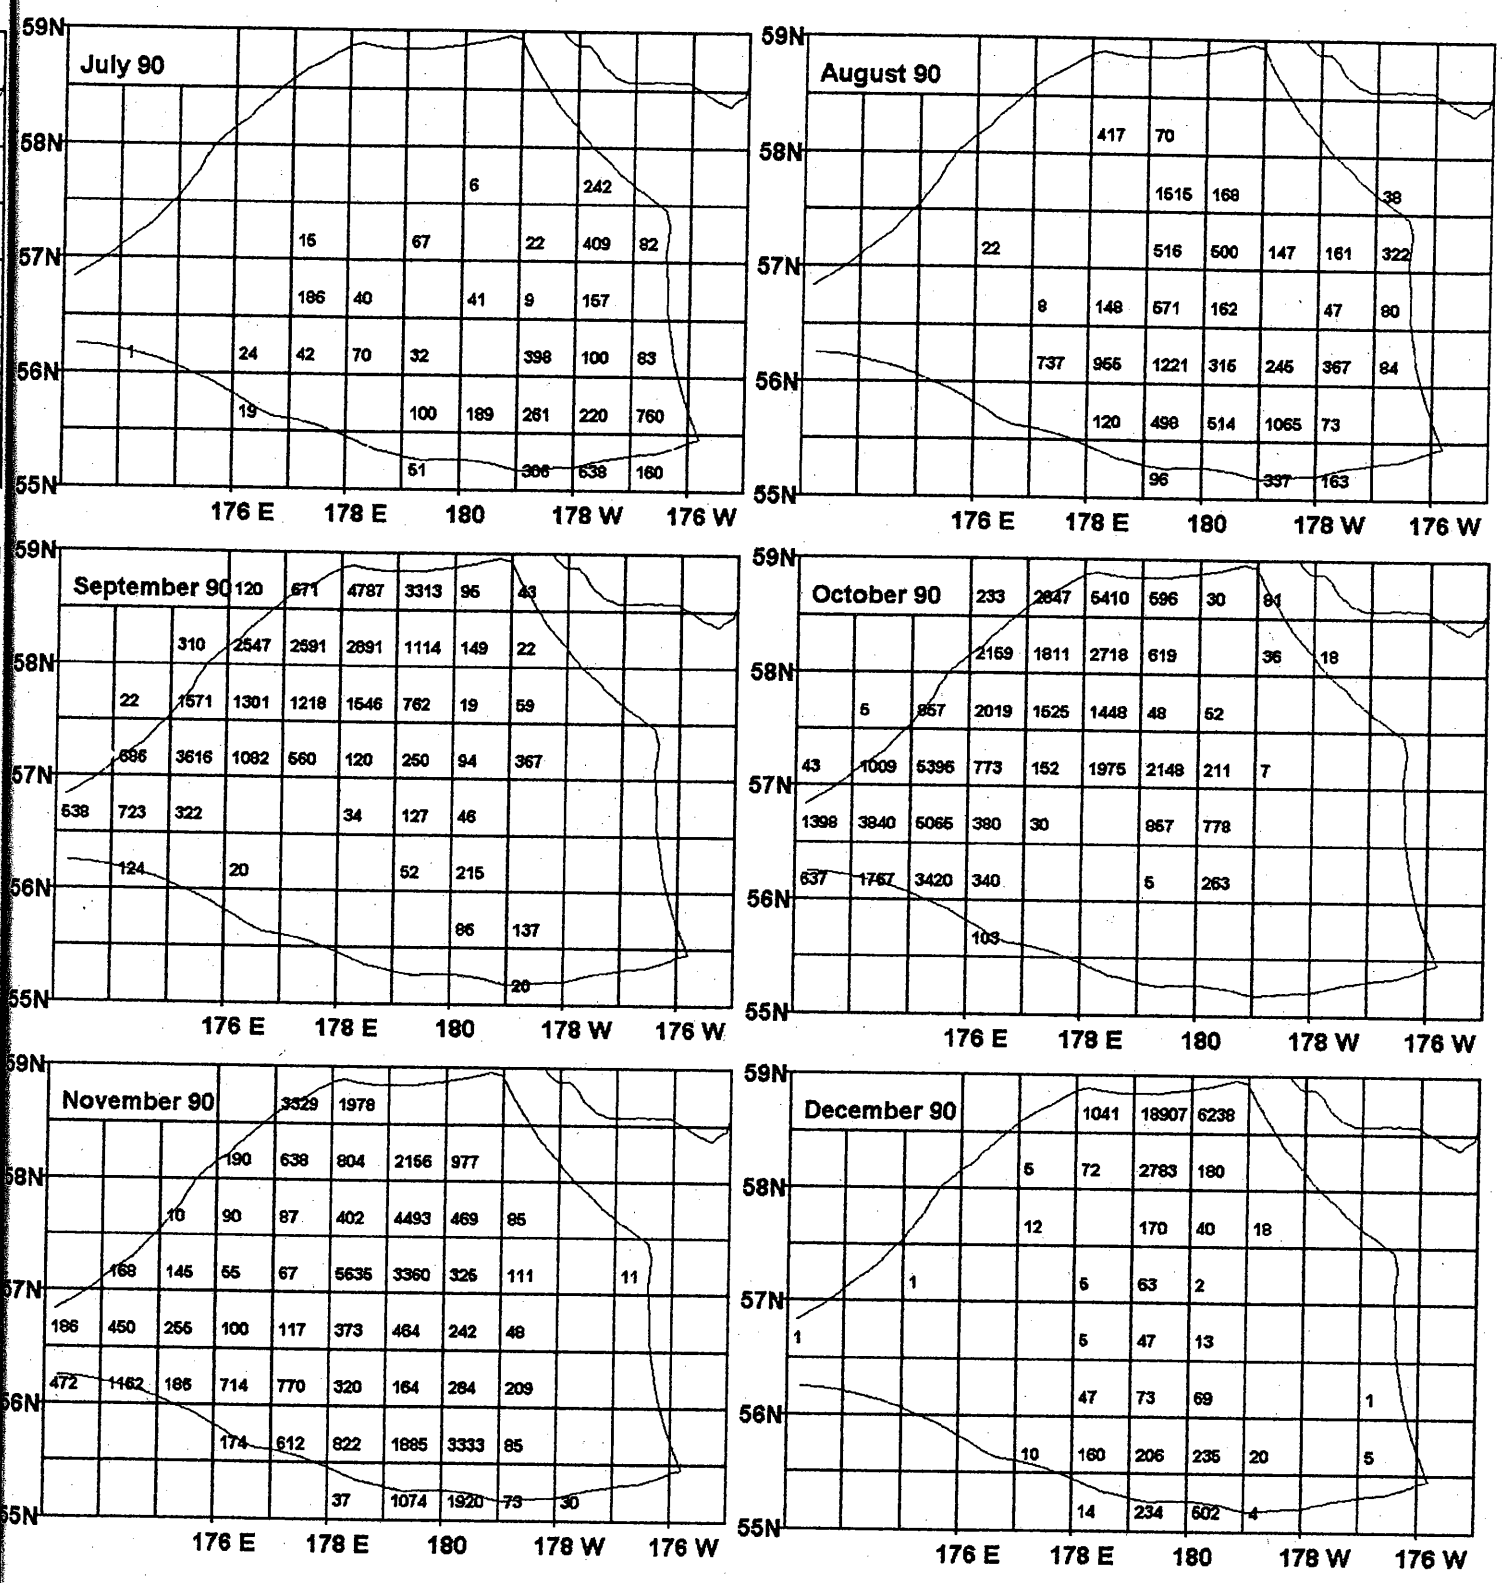 59N 59N
July 90 August 90
417 70
58N 58N
6 242 1515 168 38
15 67 22 409 82 22 516 500 147 161 322
57N 57N
186 40 41 9 157 8 148 571 162 47 80
1 24 42 70 32 398 100 83 737 955 1221 315 245 367 84
56N 56N
19 100 189 261 220 760 120 498 514 1065 73
51 306 538 160 96 337 163
55N 55N
176 E 178 E 180 178 W 176 W 176 E 178 E 180 178 W 176 W
59N 59N
September 90 120 671 4787 3313 95 43 October 90 233 2847 5410 596 30 81
310 2547 2591 2891 1114 149 22 2159 1811 2718 619 36 18
58N 58N
22 1571 1301 1218 1546 762 19 59 5 857 2019 1525 1448 48 52
685 3616 1082 560 120 250 94 367 43 1009 5395 773 152 1975 2148 211 7
57N 57N
538 723 322 34 127 46 1398 3840 5065 380 30 857 778
124 20 52 215 637 1767 3420 340 5 263
56N 56N
86 137 103
20
55N 55N
176 E 178 E 180 178 W 176 W 176 E 178 E 180 178 W 176 W
59N 59N
November 90 3329 1978 December 90 1041 18907 6238
190 638 804 2156 977 5 72 2783 180
58N 58N
10 90 87 402 4493 469 85 12 170 40 18
168 145 55 67 5635 3360 325 111 11 1 5 63 2
57N 57N
186 450 255 100 117 373 464 242 48 1 5 47 13
472 1162 185 714 770 320 164 284 209 47 73 69 1
56N 56N
174 612 822 1885 3333 85 10 160 206 235 20 5
37 1074 1920 73 30 14 234 502 4
55N 55N
176 E 178 E 180 178 W 176 W 176 E 178 E 180 178 W 176 W